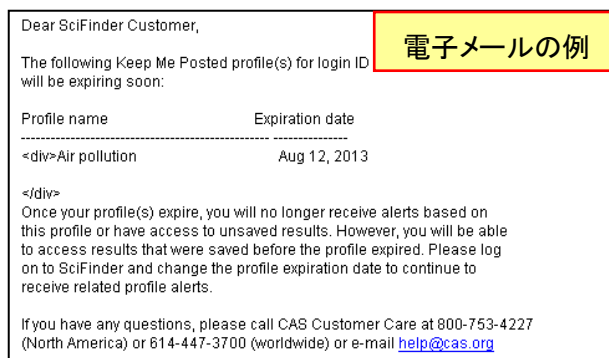 Dear SciFinder Customer,
電子メールの例
The following Keep Me Posted profile(s) for login ID
will be expiring soon:
Profile name Expiration date
--------------------------------------------------- ---------------
<div>Air pollution Aug 12, 2013
</div>
Once your profile(s) expire, you will no longer receive alerts based on
this profile or have access to unsaved results. However, you will be able
to access results that were saved before the profile expired. Please log
on to SciFinder and change the profile expiration date to continue to
receive related profile alerts.
If you have any questions, please call CAS Customer Care at 800-753-4227
(North America) or 614-447-3700 (worldwide) or e-mail help@cas.org